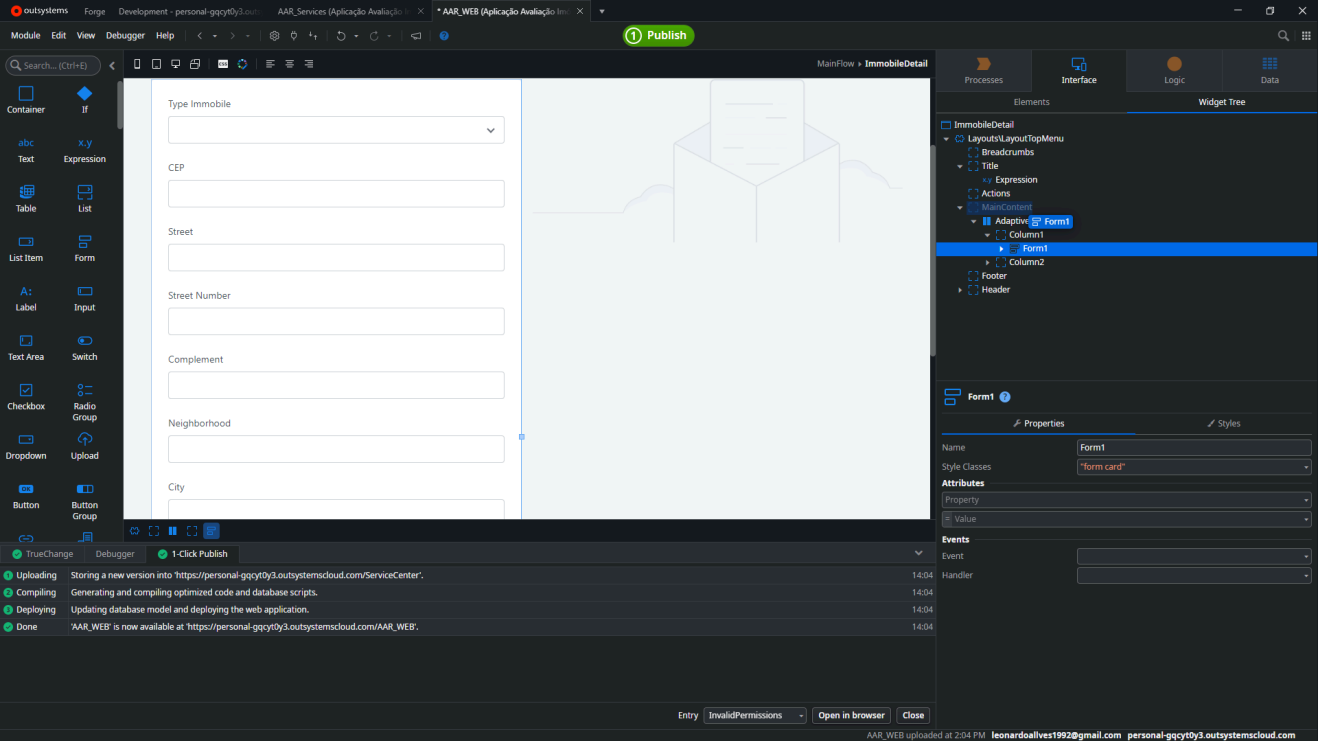 outsystems
Forge
Development - personal-gqcyt0y3.out
AAR_Services (Aplicação Avaliação
* AAR_WEB (Aplicação Avaliação Im
Module Edit View Debugger Help
1 Publish
Search... (Ctrl+E)
MainFlow › ImmobileDetail
Container
If
abc
Text
x.y
Expression
Table
List
List Item
Form
Label
Input
Text Area
Switch
Checkbox
Radio Group
Dropdown
Upload
OK
Button
Button Group
Type Immobile
CEP
Street
Street Number
Complement
Neighborhood
City
Processes
Interface
Logic
Data
Elements
Widget Tree
ImmobileDetail
Layouts\LayoutTopMenu
Breadcrumbs
Title
x.y Expression
Actions
MainContent
Adaptive
Form1
Column1
Form1
Column2
Footer
Header
Form1 ?
Properties
Styles
Name Form1
Style Classes "form card"
Attributes
Property
= Value
Events
Event
Handler
TrueChange
Debugger
1-Click Publish
1 Uploading Storing a new version into 'https://personal-gqcyt0y3.outsystemscloud.com/ServiceCenter'. 14:04
2 Compiling Generating and compiling optimized code and database scripts. 14:04
3 Deploying Updating database model and deploying the web application. 14:04
Done 'AAR_WEB' is now available at 'https://personal-gqcyt0y3.outsystemscloud.com/AAR_WEB'. 14:04
Entry InvalidPermissions Open in browser Close
AAR_WEB uploaded at 2:04 PM leonardoallves1992@gmail.com personal-gqcyt0y3.outsystemscloud.com